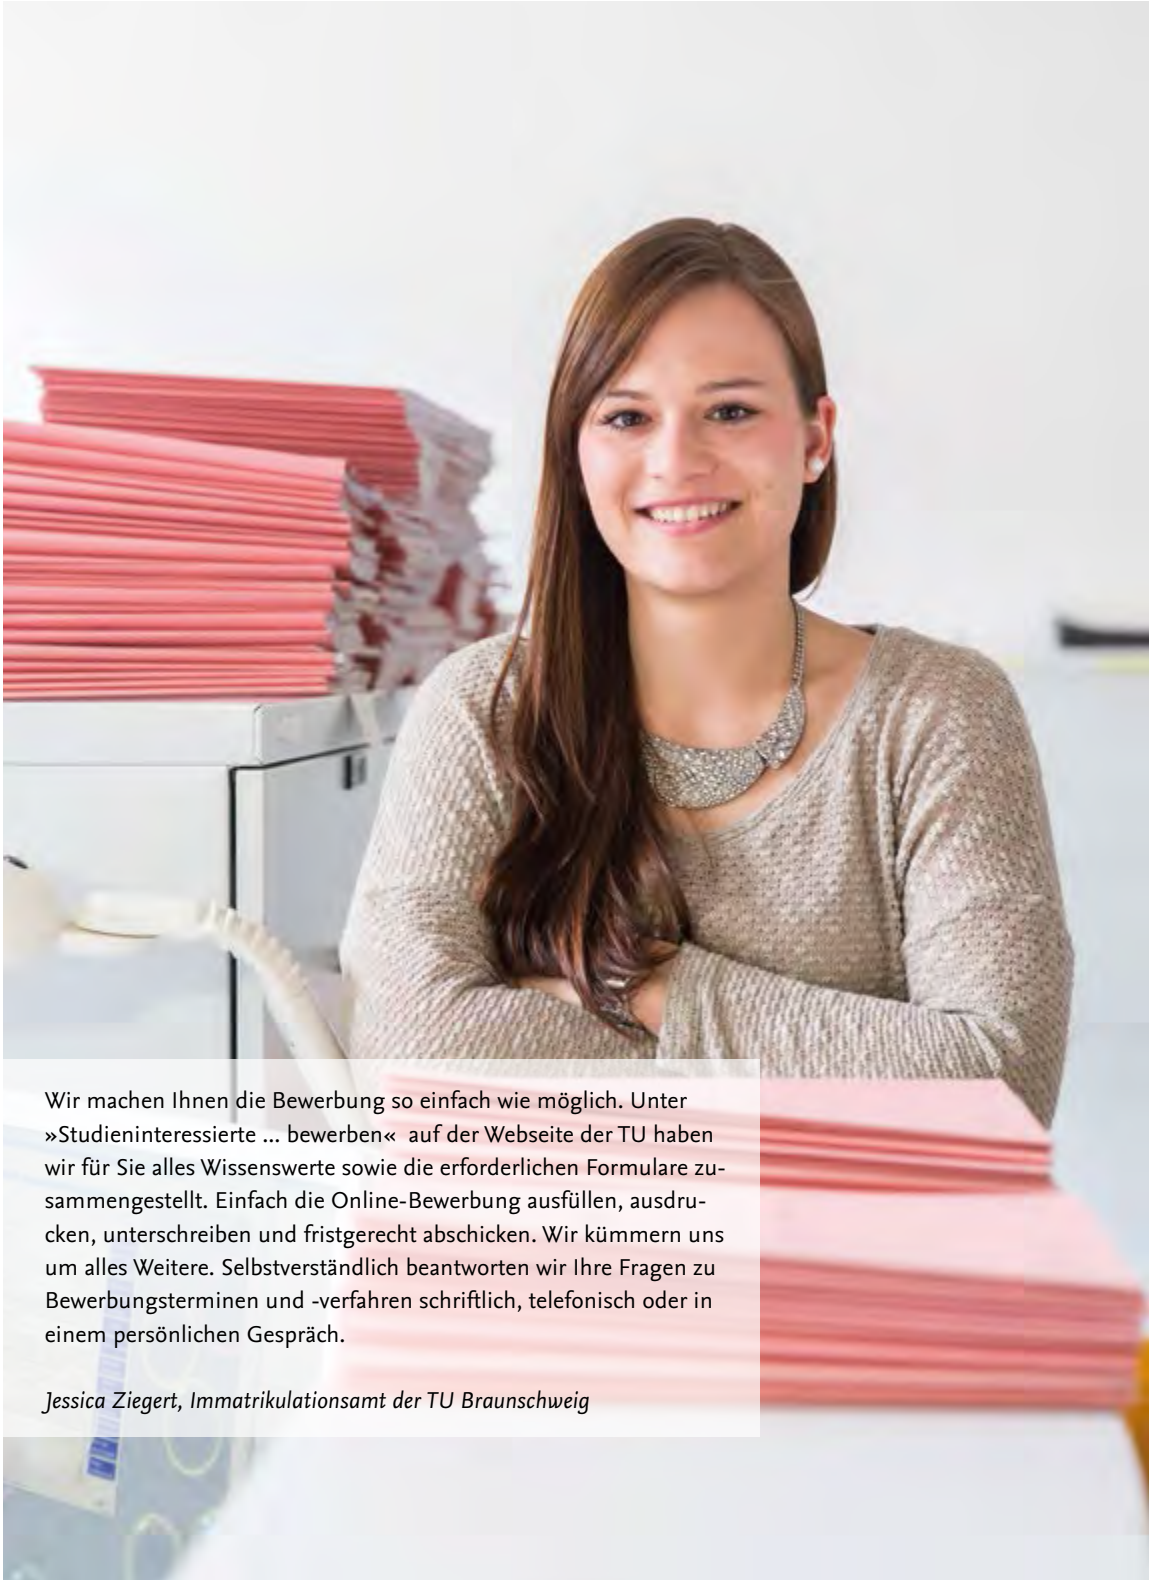 Wir machen Ihnen die Bewerbung so einfach wie möglich. Unter
»Studieninteressierte ... bewerben« auf der Webseite der TU haben
wir für Sie alles Wissenswerte sowie die erforderlichen Formulare zu-
sammengestellt. Einfach die Online-Bewerbung ausfüllen, ausdru-
cken, unterschreiben und fristgerecht abschicken. Wir kümmern uns
um alles Weitere. Selbstverständlich beantworten wir Ihre Fragen zu
Bewerbungsterminen und -verfahren schriftlich, telefonisch oder in
einem persönlichen Gespräch.
Jessica Ziegert, Immatrikulationsamt der TU Braunschweig